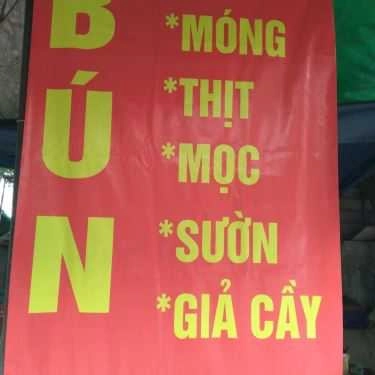 BÚN
*MÓNG
*THỊT
*MỌC
*SƯỜN
*GIẢ CẦY